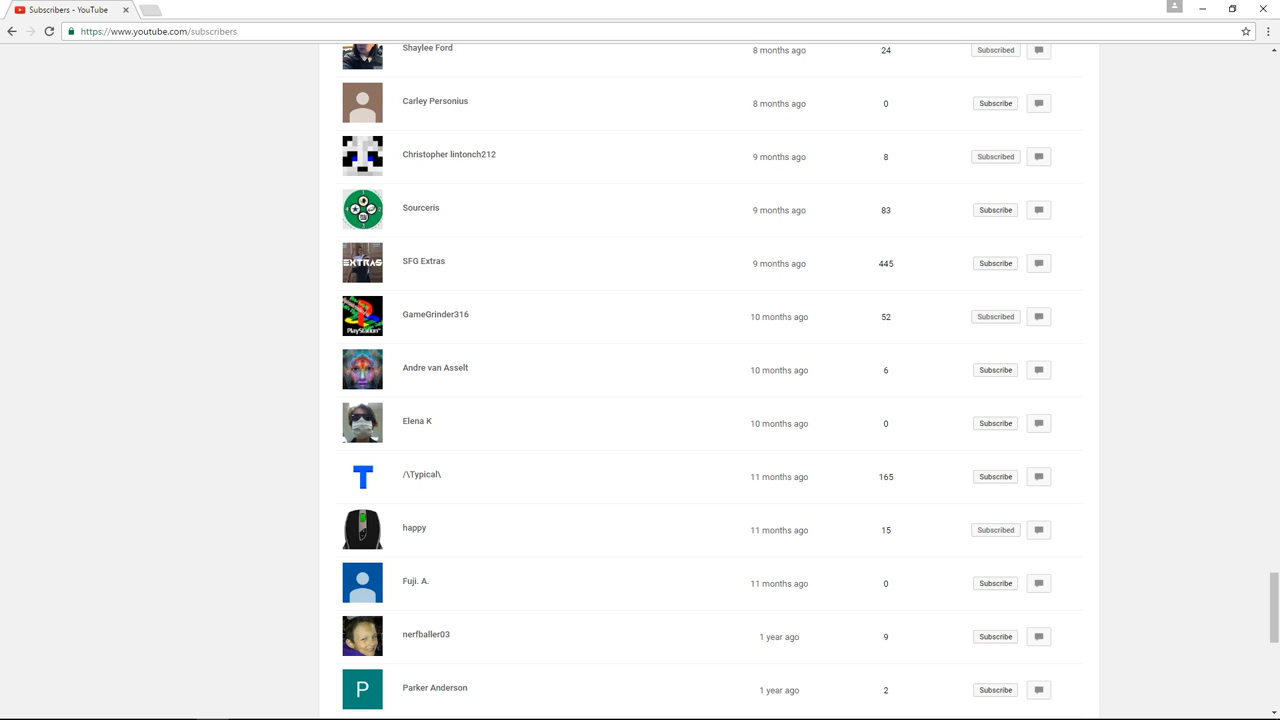 Subscribers - YouTube
https://www.youtube.com/subscribers
Shaylee Ford 8 months ago 24 Subscribed
Carley Personius 8 months ago 0 Subscribe
Christopher lintonch212 9 months ago 8 Subscribed
Sourceris 9 months ago 83 Subscribe
EXTRAS
SFG Extras 9 months ago 445 Subscribe
PlayStation
GameGrinder316 10 months ago 52 Subscribed
Andre van Asselt 10 months ago 6 Subscribe
Elena K 10 months ago 0 Subscribe
T
/\Typical\ 11 months ago 165 Subscribe
happy 11 months ago 15 Subscribed
Fuji. A. 11 months ago 0 Subscribe
nerfballer03 1 year ago 9 Subscribe
P
Parker Anderson 1 year ago 2 Subscribe